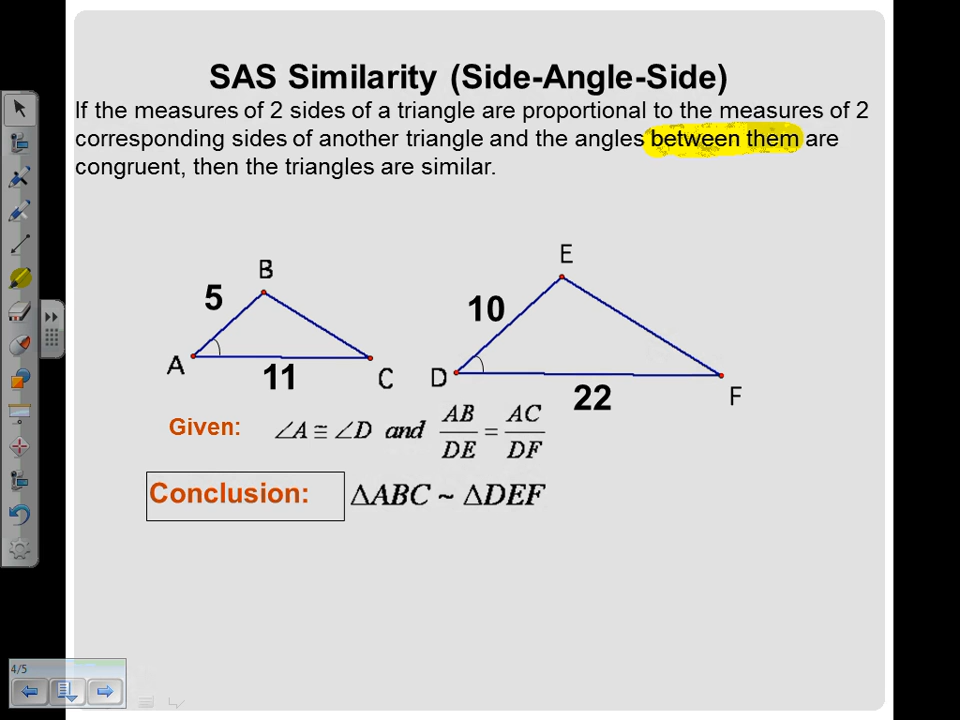 SAS Similarity (Side-Angle-Side)
If the measures of 2 sides of a triangle are proportional to the measures of 2
corresponding sides of another triangle and the angles between them are
congruent, then the triangles are similar.
E
B
5
10
A
11
C
D
22
F
Given: ∠A ≅ ∠D and AB/DE = AC/DF
Conclusion: ΔABC ~ ΔDEF
4/5